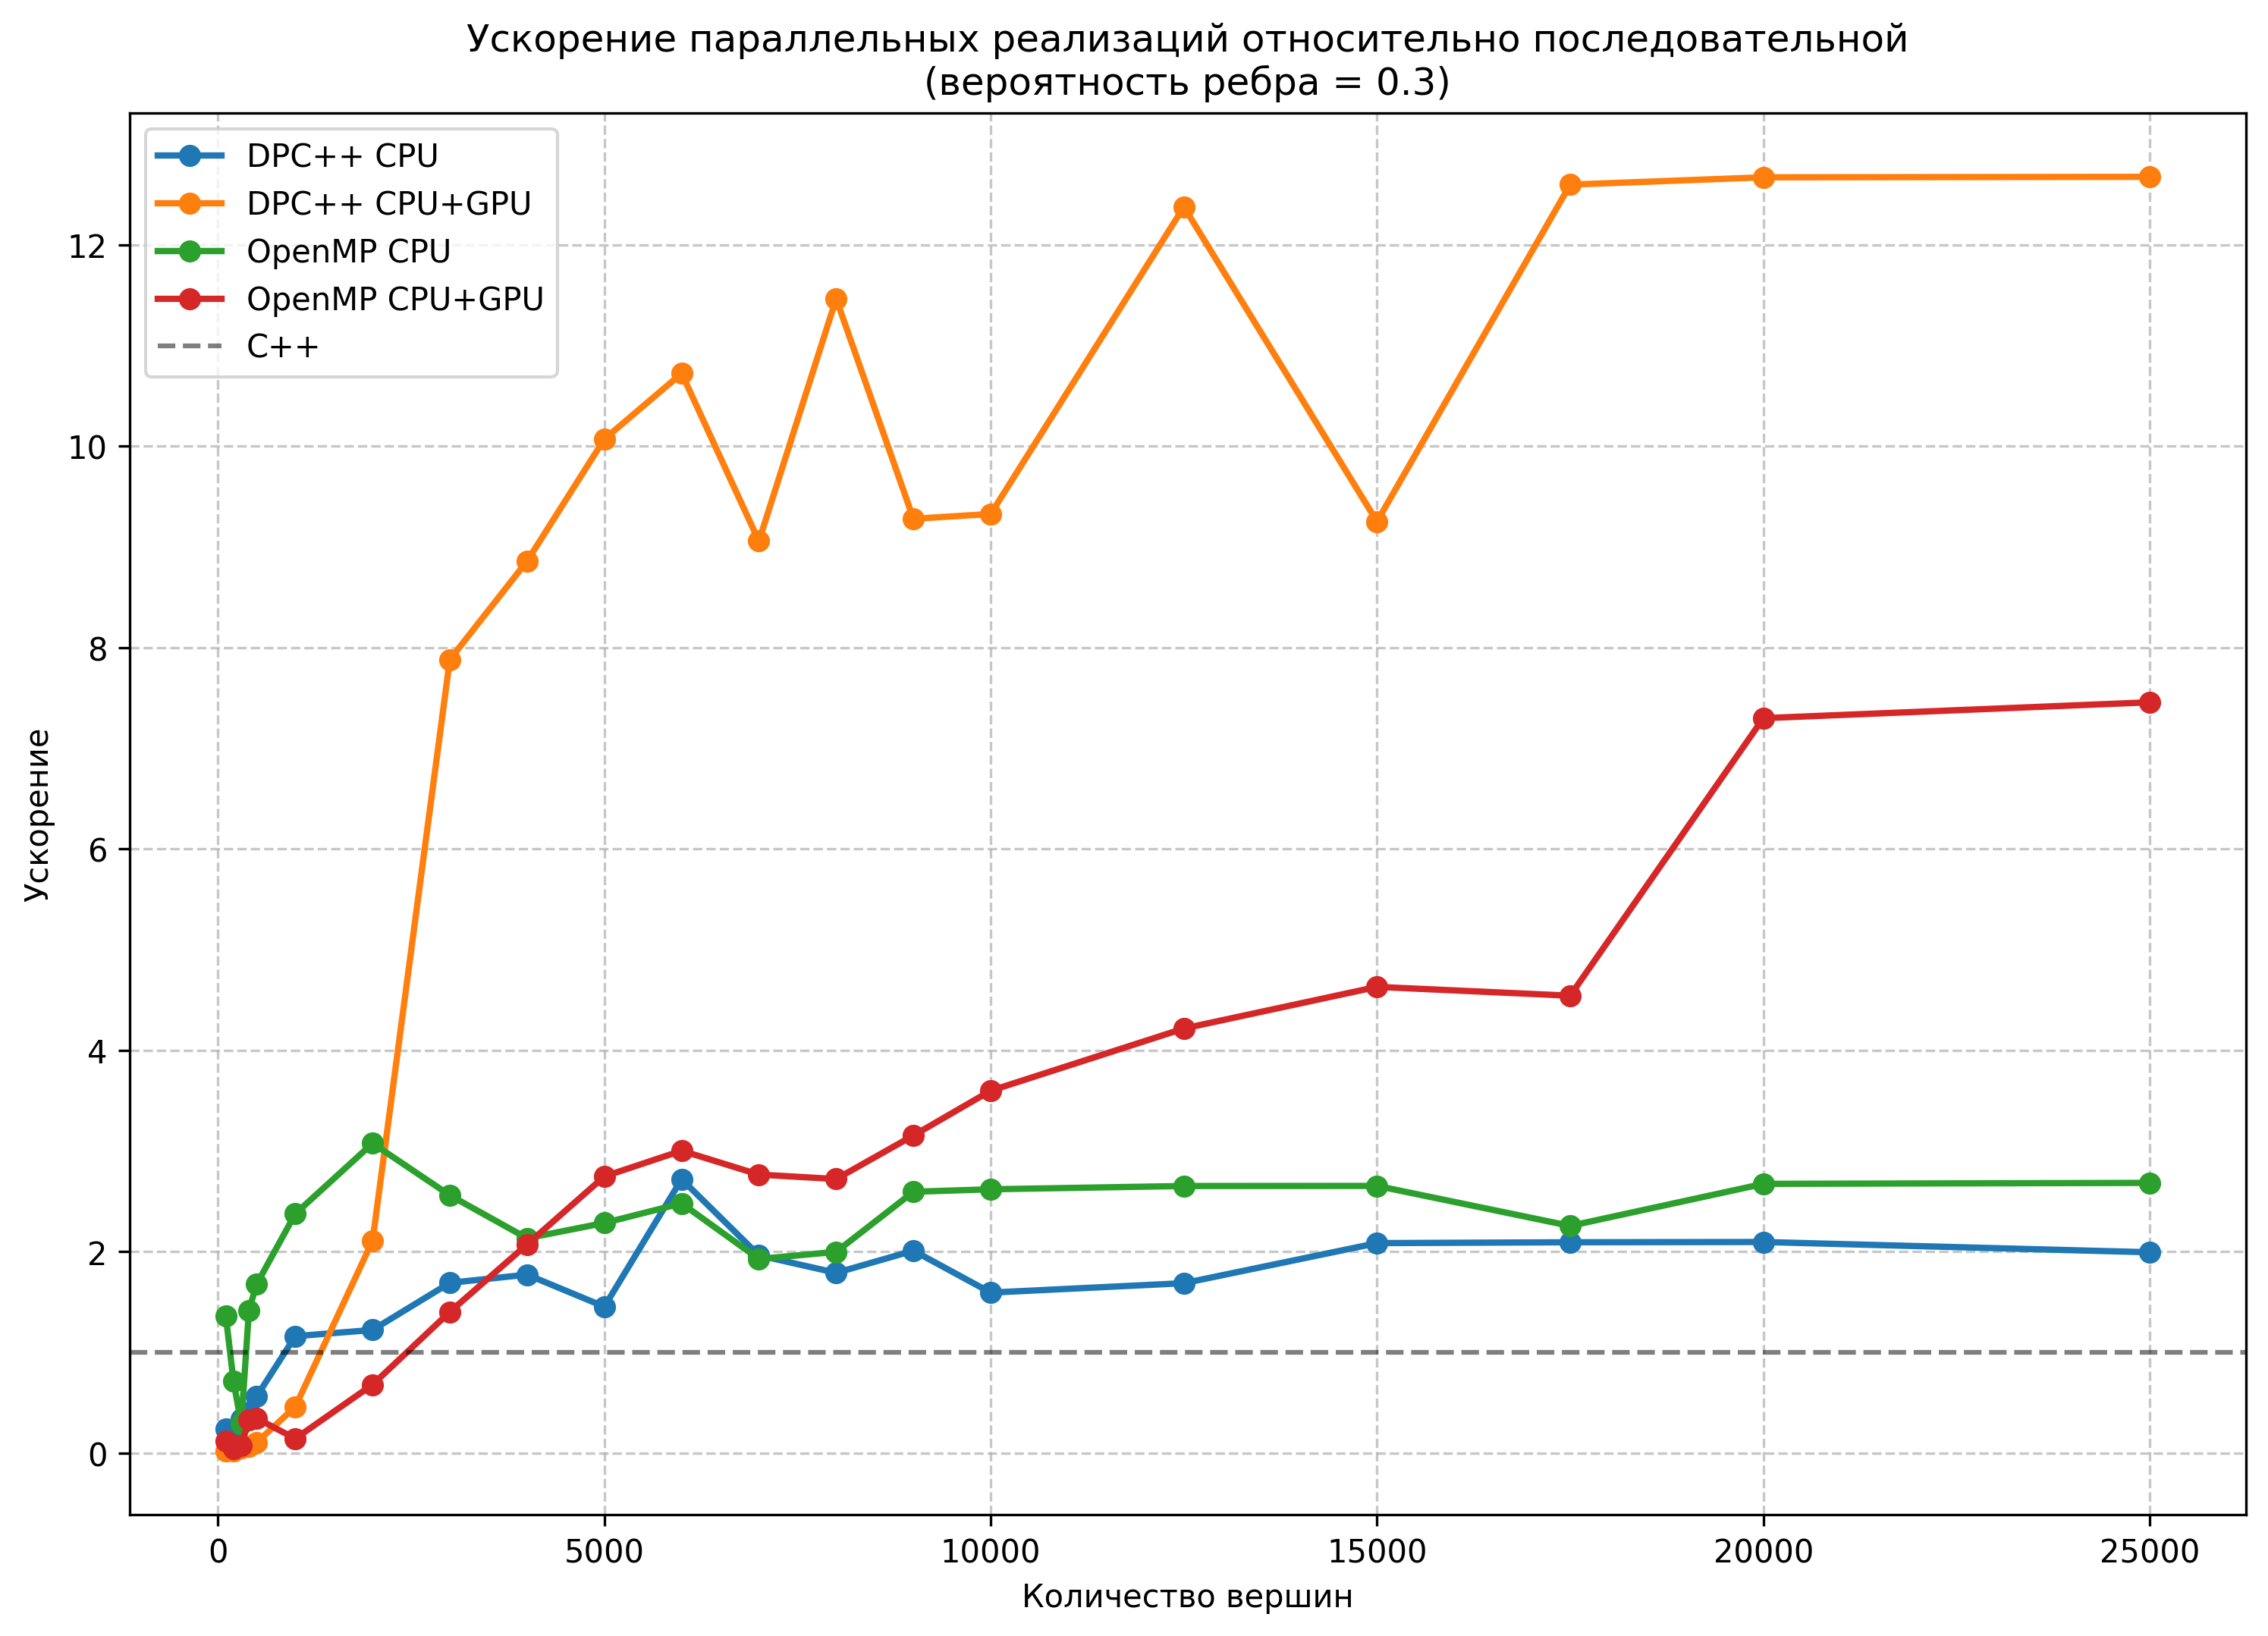 Ускорение параллельных реализаций относительно последовательной
(вероятность ребра = 0.3)
DPC++ CPU
DPC++ CPU+GPU
OpenMP CPU
OpenMP CPU+GPU
C++
Ускорение
12
10
8
6
4
2
0
0 5000 10000 15000 20000 25000
Количество вершин